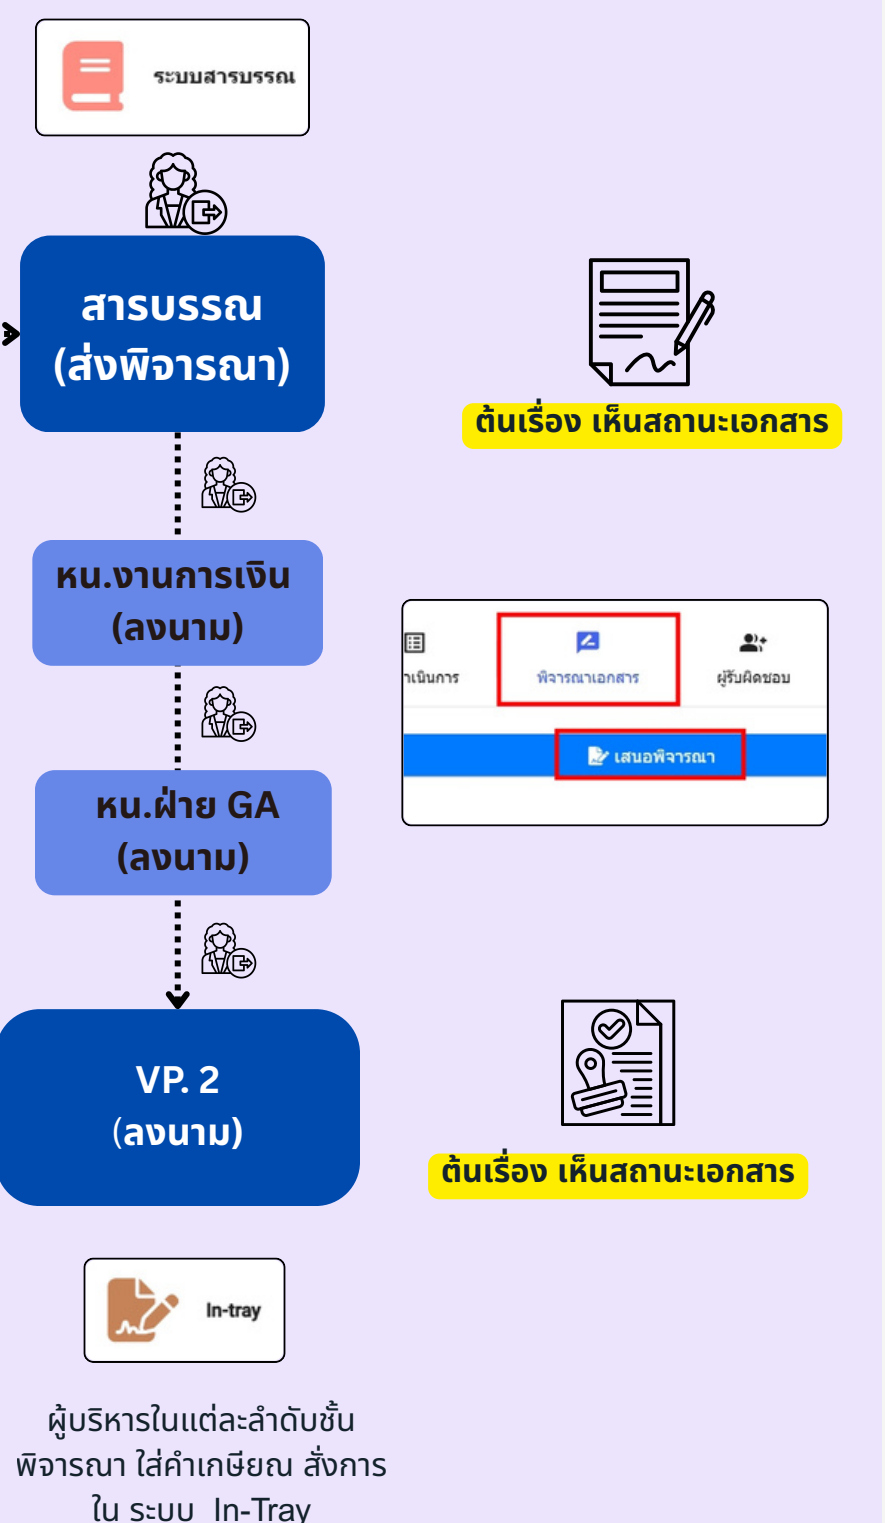 ระบบสารบรรณ
สารบรรณ
(ส่งพิจารณา)
ต้นเรื่อง เห็นสถานะเอกสาร
หน.งานการเงิน
(ลงนาม)
พิจารณาเอกสาร
ผู้รับผิดชอบ
เสนอพิจารณา
หน.ฝ่าย GA
(ลงนาม)
VP. 2
(ลงนาม)
ต้นเรื่อง เห็นสถานะเอกสาร
In-tray
ผู้บริหารในแต่ละลำดับชั้น
พิจารณา ใส่คำเกษียณ สั่งการ
ใน ระบบ In-Tray